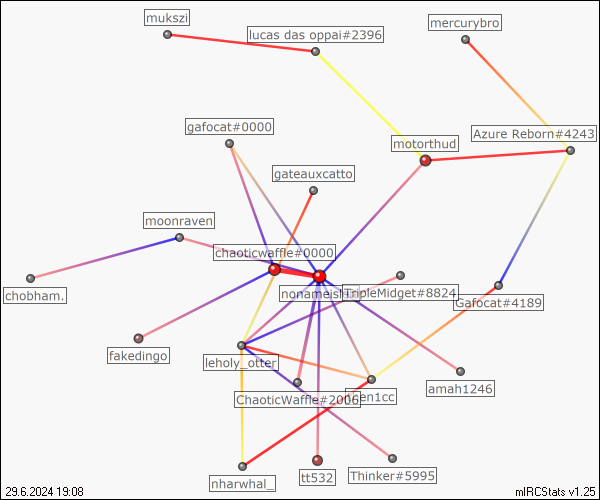 mukszi
mercurybro
lucas das oppai#2396
gafocat#0000
Azure Reborn#4243
motorthud
gateauxcatto
moonraven
chaoticwaffle#0000
TripleMidget#8824
chobham.
Gafocat#4189
fakedingo
leholy_otter
amah1246
ChaoticWaffle#2006
nharwhal_
tt532
Thinker#5995
29.6.2024 19:08
mIRCStats v1.25